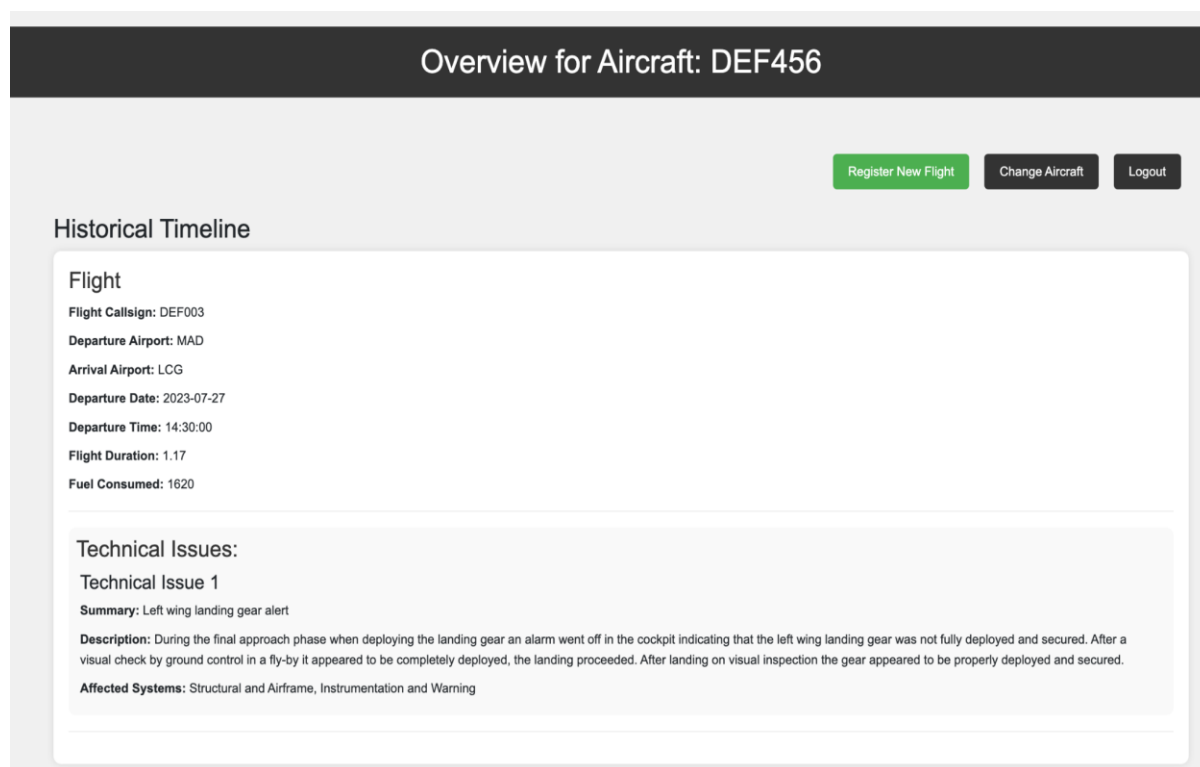 Overview for Aircraft: DEF456
Register New Flight
Change Aircraft
Logout
Historical Timeline
Flight
Flight Callsign: DEF003
Departure Airport: MAD
Arrival Airport: LCG
Departure Date: 2023-07-27
Departure Time: 14:30:00
Flight Duration: 1.17
Fuel Consumed: 1620
Technical Issues:
Technical Issue 1
Summary: Left wing landing gear alert
Description: During the final approach phase when deploying the landing gear an alarm went off in the cockpit indicating that the left wing landing gear was not fully deployed and secured. After a
visual check by ground control in a fly-by it appeared to be completely deployed, the landing proceeded. After landing on visual inspection the gear appeared to be properly deployed and secured.
Affected Systems: Structural and Airframe, Instrumentation and Warning